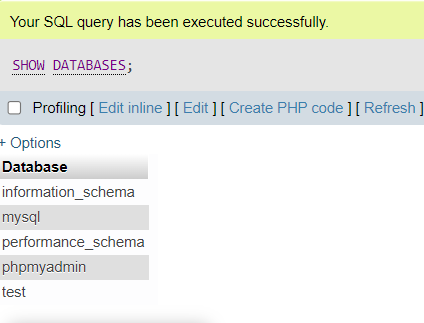 Your SQL query has been executed successfully.
SHOW DATABASES;
Profiling [ Edit inline ] [ Edit ] [ Create PHP code ] [ Refresh ]
+ Options
Database
information_schema
mysql
performance_schema
phpmyadmin
test